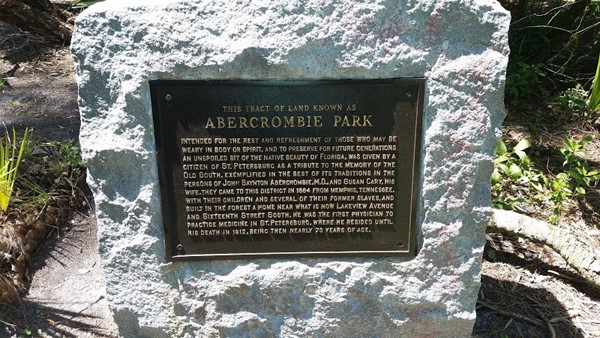 THIS TRACT OF LAND KNOWN AS
ABERCROMBIE PARK
INTENDED FOR THE REST AND REFRESHMENT OF THOSE WHO MAY BE
WEARY IN BODY OR SPIRIT, AND TO PRESERVE FOR FUTURE GENERATIONS
AN UNSPOILED BIT OF THE NATIVE BEAUTY OF FLORIDA, WAS GIVEN BY A
CITIZEN OF ST. PETERSBURG AS A TRIBUTE TO THE MEMORY OF THE
OLD SOUTH, EXEMPLIFIED IN THE BEST OF ITS TRADITIONS IN THE
PERSONS OF JOHN BAYNTON ABERCROMBIE, M.D., AND SUSAN CARY, HIS
WIFE. THEY CAME TO THIS DISTRICT IN 1884 FROM MEMPHIS, TENNESSEE,
WITH THEIR CHILDREN AND SEVERAL OF THEIR FORMER SLAVES, AND
BUILT IN THE FOREST A HOME NEAR WHAT IS NOW LAKEVIEW AVENUE
AND SIXTEENTH STREET SOUTH. HE WAS THE FIRST PHYSICIAN TO
PRACTICE MEDICINE IN ST. PETERSBURG, WHERE HE RESIDED UNTIL
HIS DEATH IN 1912, BEING THEN NEARLY 73 YEARS OF AGE.